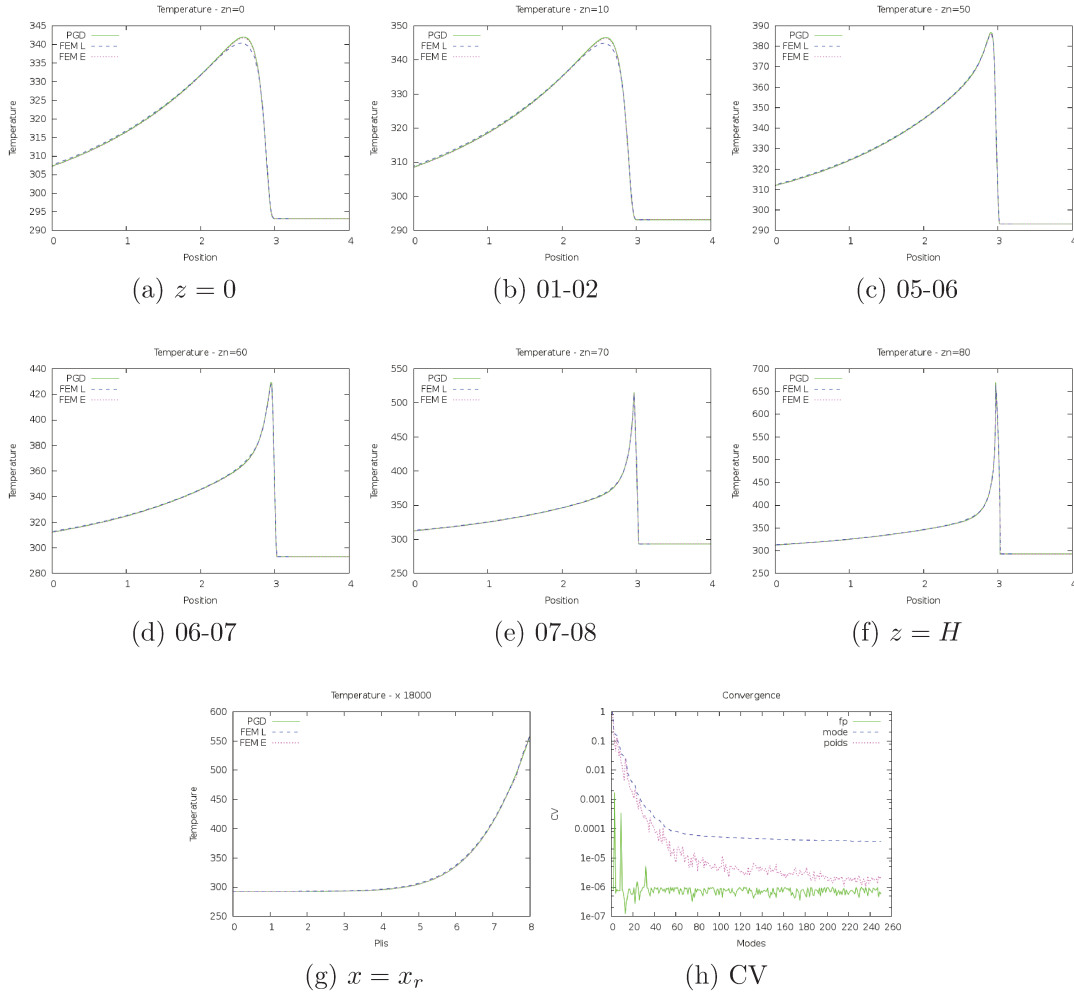 Temperature - zn=0
345
340
335
330
325
320
315
310
305
300
295
290
Temperature
PGD
FEM L
FEM E
0 1 2 3 4
Position
(a) z = 0
Temperature - zn=10
350
340
330
320
310
300
290
Temperature
PGD
FEM L
FEM E
0 1 2 3 4
Position
(b) 01-02
Temperature - zn=50
390
380
370
360
350
340
330
320
310
300
290
Temperature
PGD
FEM L
FEM E
0 1 2 3 4
Position
(c) 05-06
Temperature - zn=60
440
420
400
380
360
340
320
300
280
Temperature
PGD
FEM L
FEM E
0 1 2 3 4
Position
(d) 06-07
Temperature - zn=70
550
500
450
400
350
300
250
Temperature
PGD
FEM L
FEM E
0 1 2 3 4
Position
(e) 07-08
Temperature - zn=80
700
650
600
550
500
450
400
350
300
250
Temperature
PGD
FEM L
FEM E
0 1 2 3 4
Position
(f) z = H
Temperature - x 18000
600
550
500
450
400
350
300
250
Temperature
PGD
FEM L
FEM E
0 1 2 3 4 5 6 7 8
Plis
(g) x = x_r
Convergence
1
0.1
0.01
0.001
0.0001
1e-05
1e-06
1e-07
CV
fp
mode
poids
0 20 40 60 80 100 120 140 160 180 200 220 240 260
Modes
(h) CV